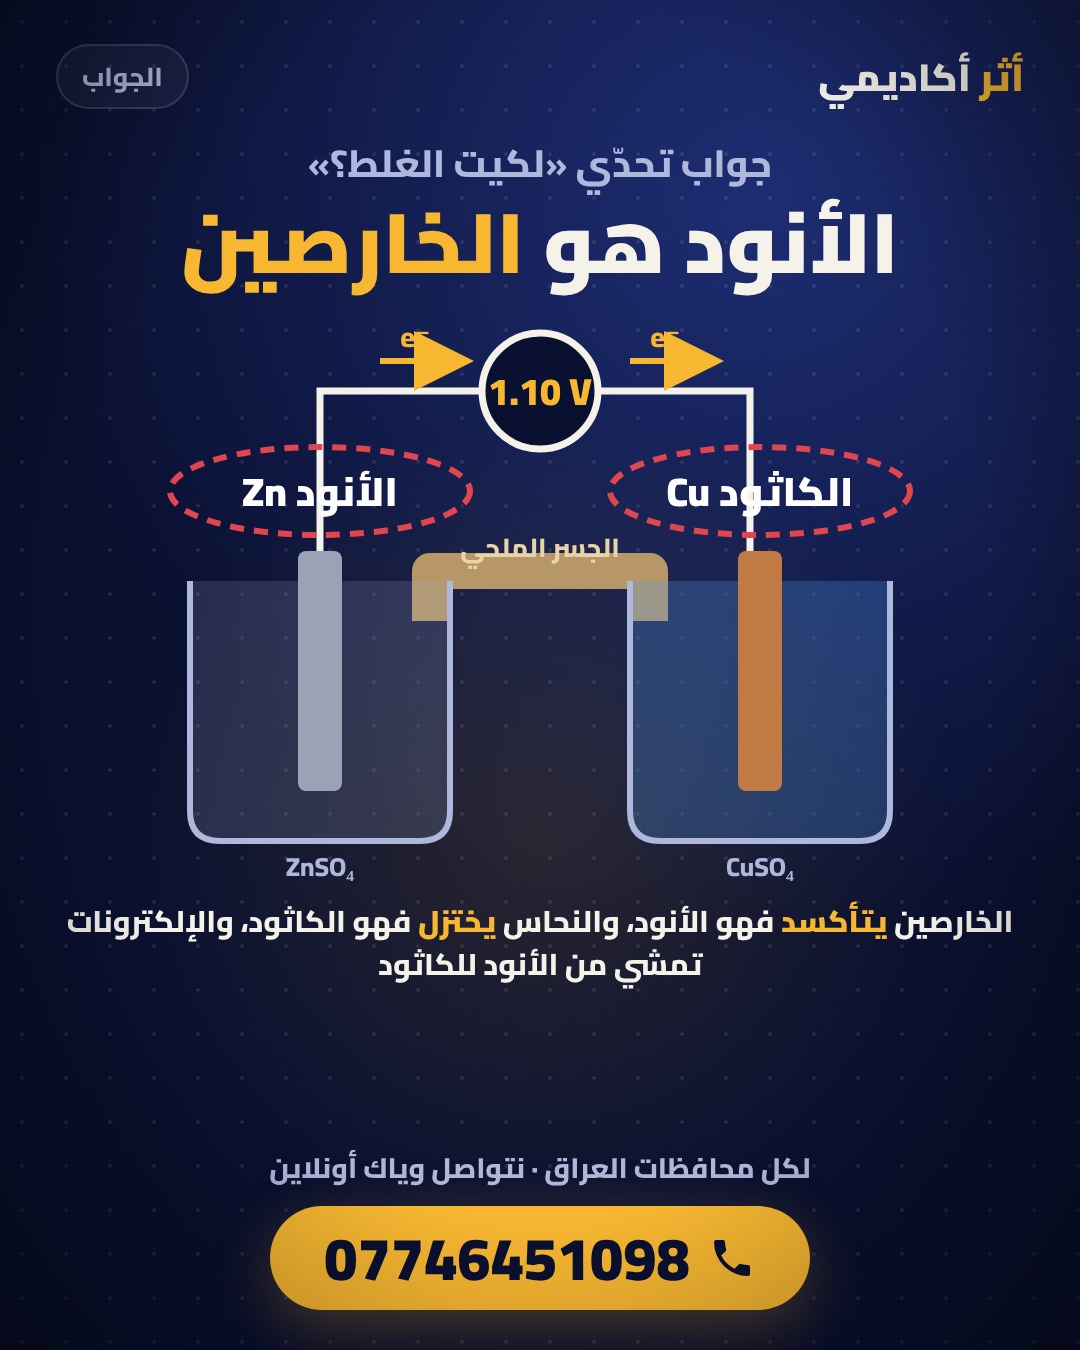 أثر أكاديمي
الجواب
جواب تحدّي «لكيت الغلط؟»
الأنود هو الخارصين
e⁻ e⁻
1.10 V
الأنود Zn
الكاثود Cu
الجسر الملحي
ZnSO₄
CuSO₄
الخارصين يتأكسد فهو الأنود، والنحاس يختزل فهو الكاثود، والإلكترونات
تمشي من الأنود للكاثود
لكل محافظات العراق · نتواصل وياك أونلاين
07746451098